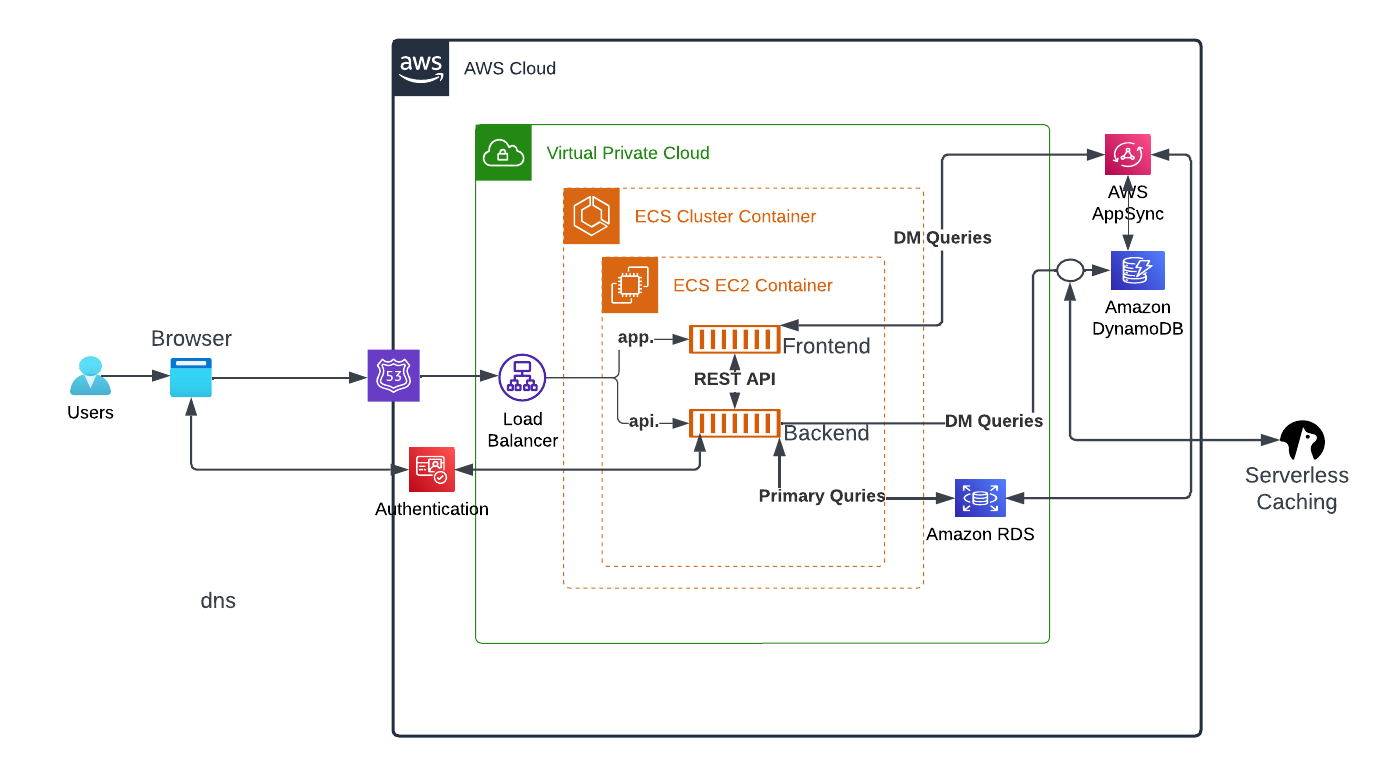 aws
AWS Cloud
Virtual Private Cloud
ECS Cluster Container
AWS
AppSync
DM Queries
ECS EC2 Container
Amazon
DynamoDB
Browser
app.
Frontend
53
REST API
Users
Load
Balancer
api.
Backend
DM Queries
Authentication
Primary Quries
Serverless
Caching
Amazon RDS
dns